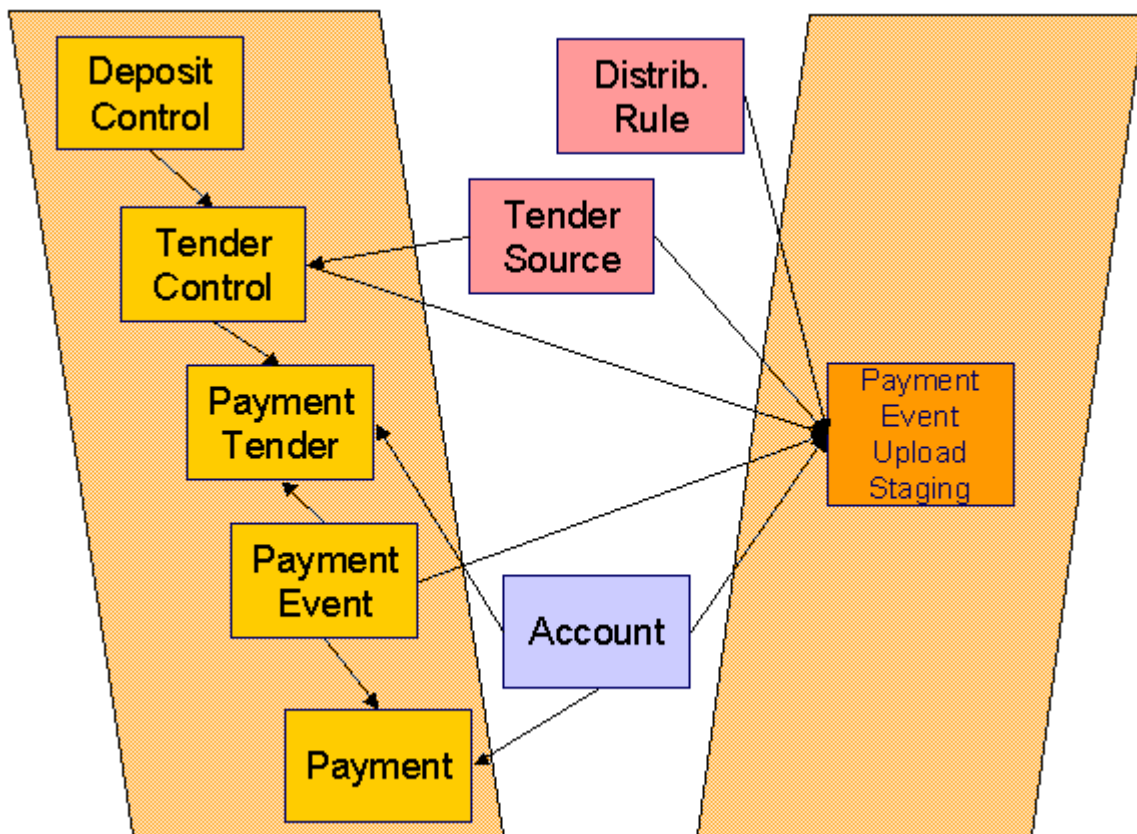 Deposit
Control
Distrib.
Rule
Tender
Control
Tender
Source
Payment
Tender
Payment
Event
Upload
Staging
Payment
Event
Account
Payment